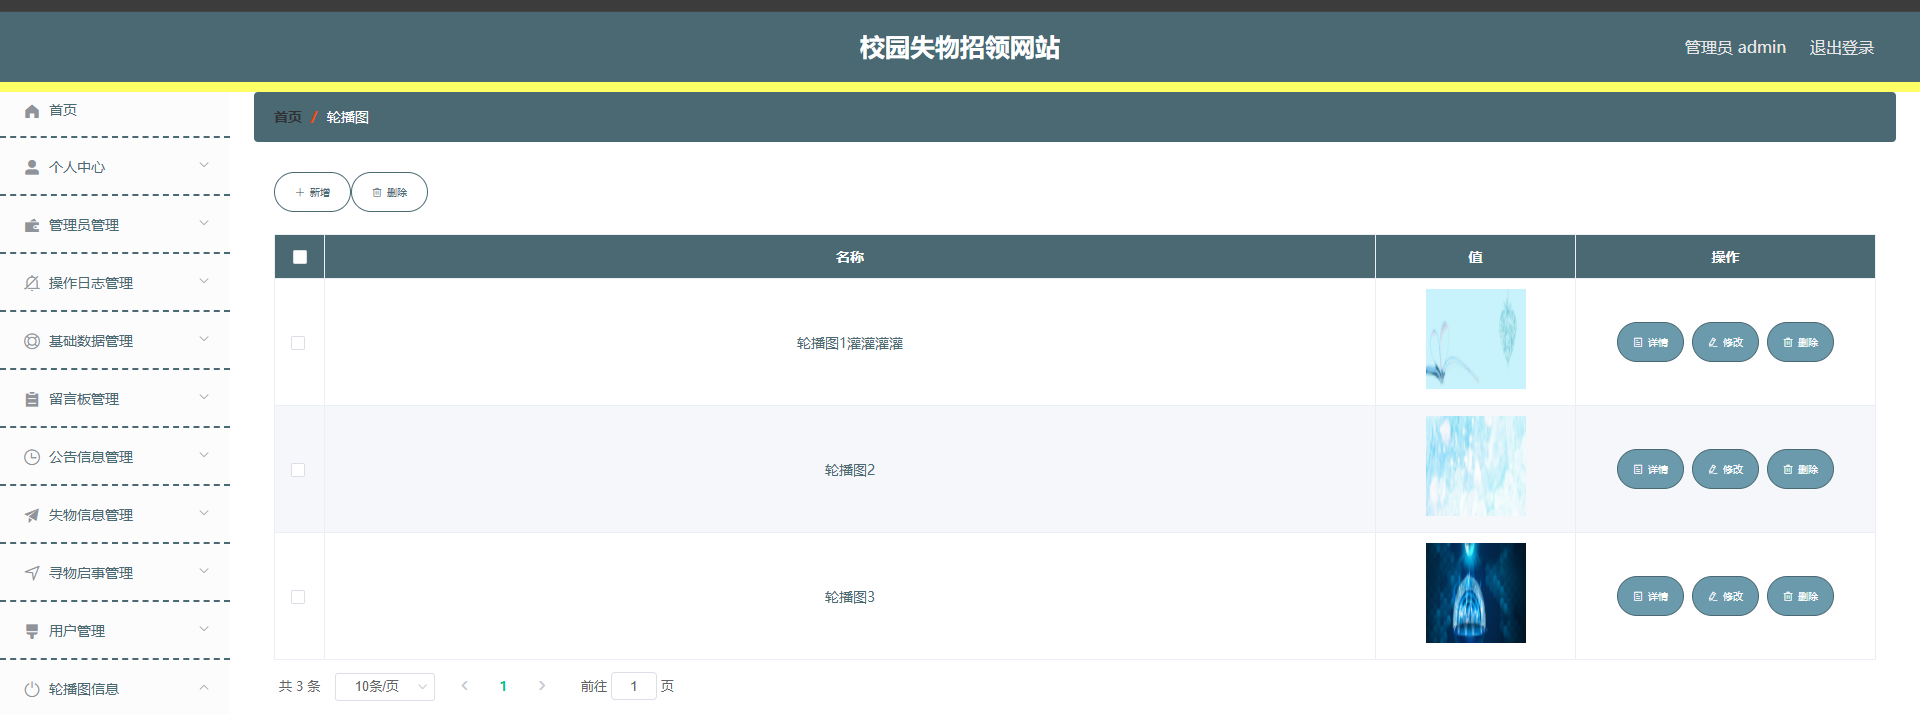 校园失物招领网站
管理员 admin 退出登录
首页
个人中心
管理员管理
操作日志管理
基础数据管理
留言板管理
公告信息管理
失物信息管理
寻物启事管理
用户管理
轮播图信息
首页 / 轮播图
新增 删除
名称 值 操作
轮播图1灌灌灌灌 详情 修改 删除
轮播图2 详情 修改 删除
轮播图3 详情 修改 删除
共 3 条 10条/页 1 前往 1 页